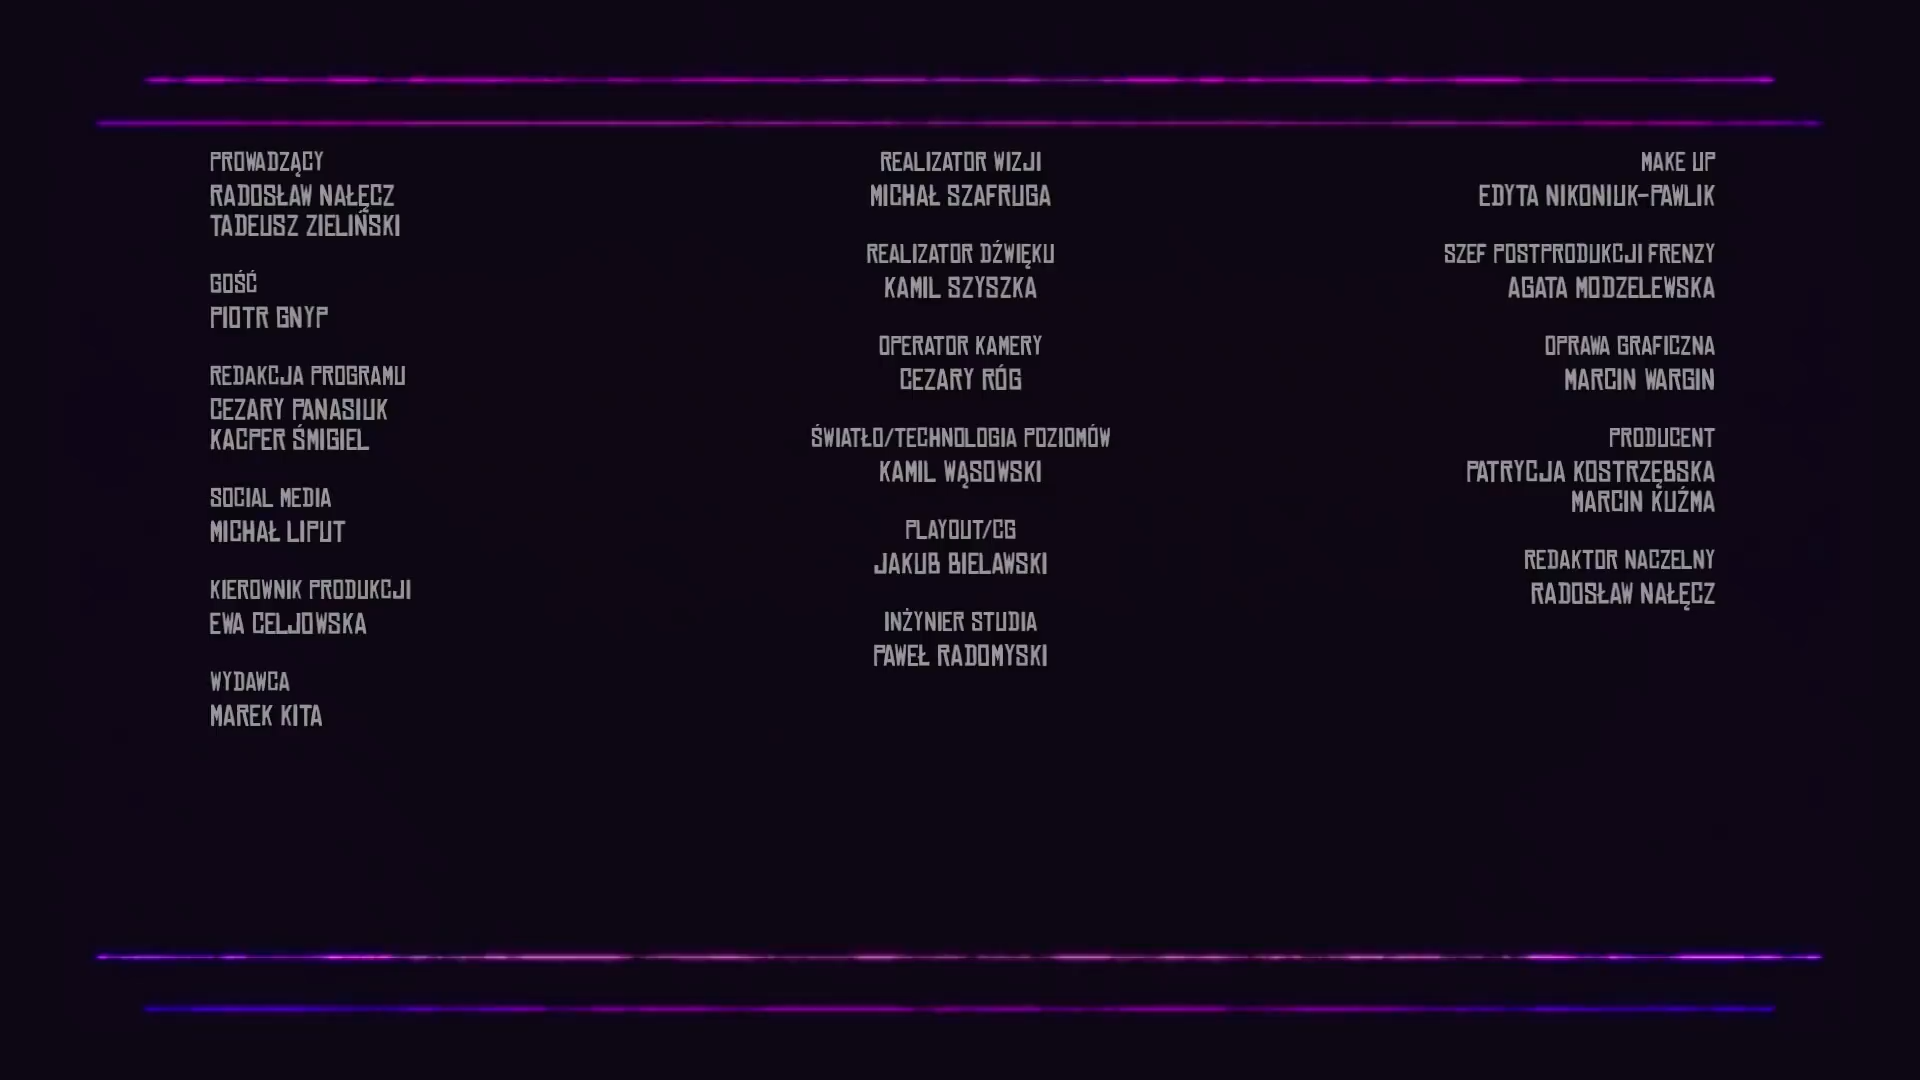 PROWADZĄCY
RADOSŁAW NAŁĘCZ
TADEUSZ ZIELIŃSKI
GOŚĆ
PIOTR GNYP
REDAKCJA PROGRAMU
CEZARY PANASIUK
KACPER ŚMIGIEL
SOCIAL MEDIA
MICHAŁ LIPUT
KIEROWNIK PRODUKCJI
EWA CELJOWSKA
WYDAWCA
MAREK KITA
REALIZATOR WIZJI
MICHAŁ SZAFRUGA
REALIZATOR DŹWIĘKU
KAMIL SZYSZKA
OPERATOR KAMERY
CEZARY RÓG
ŚWIATŁO/TECHNOLOGIA POZIOMÓW
KAMIL WĄSOWSKI
PLAYOUT/CG
JAKUB BIELAWSKI
INŻYNIER STUDIA
PAWEŁ RADOMYSKI
MAKE UP
EDYTA NIKONIUK-PAWLIK
SZEF POSTPRODUKCJI FRENZY
AGATA MODZELEWSKA
OPRAWA GRAFICZNA
MARCIN WARGIN
PRODUCENT
PATRYCJA KOSTRZĘBSKA
MARCIN KUŹMA
REDAKTOR NACZELNY
RADOSŁAW NAŁĘCZ